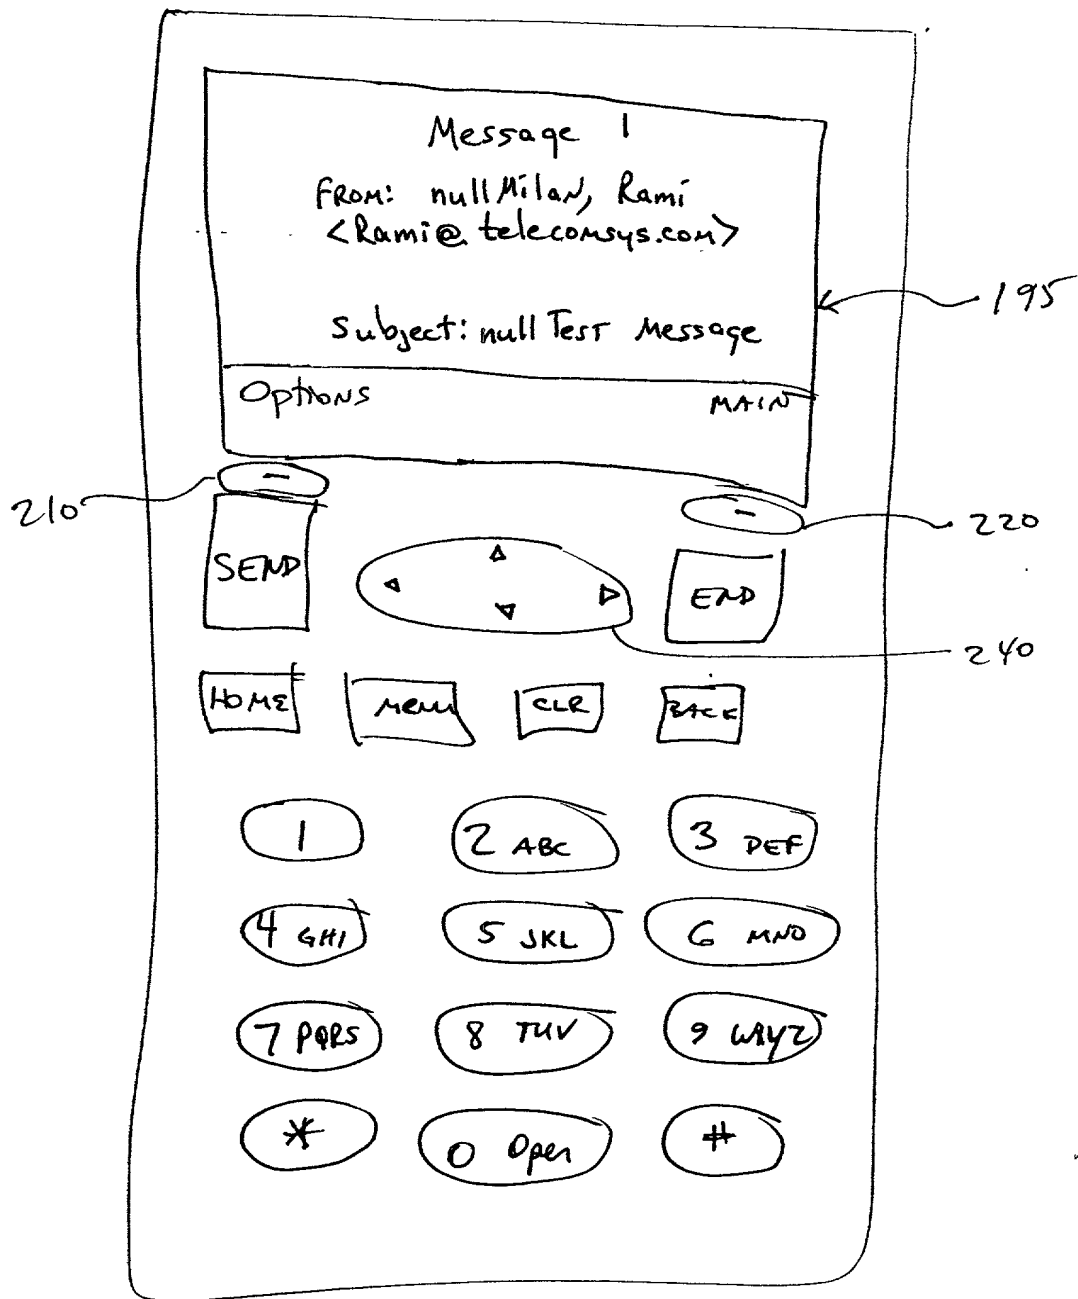 Message 1
FROM: nullMilan, Rami
<Rami@telecomsys.com>
195
Subject: null Test Message
Options MAIN
210
220
SEND END
240
HOME Menu CLR BACK
1 2 ABC 3 DEF
4 GHI 5 JKL 6 MNO
7 PQRS 8 TUV 9 WXYZ
* 0 Oper #